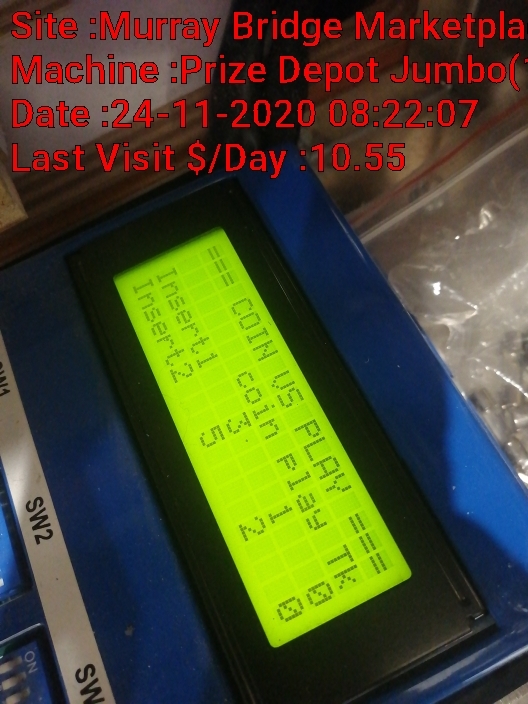 Site :Murray Bridge Marketpla
Machine :Prize Depot Jumbo(
Date :24-11-2020 08:22:07
Last Visit $/Day :10.55
=== COIN VS PLAY ===
coin Play TK
Insert1 3 1 0
Insert2 5 2 0
SW1
SW2
SW
ON